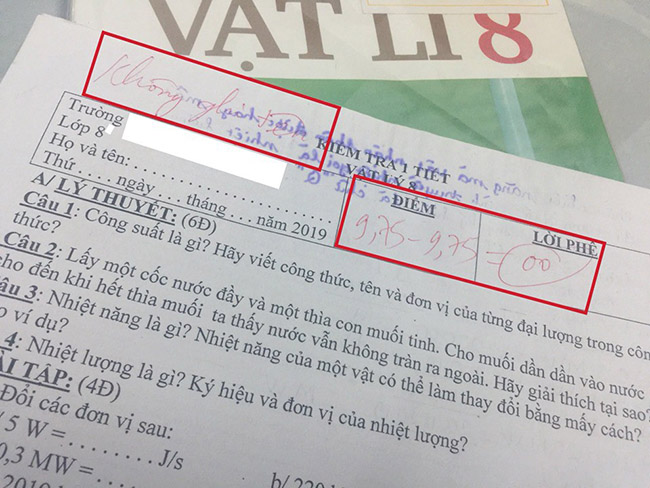 VẬT LÍ 8
Không
Trường
Lớp 8
Họ và tên:
Thứ ... ngày ... tháng ... năm 2019
KIỂM TRA 1 TIẾT
VẬT LÝ 8
ĐIỂM
LỜI PHÊ
9,75 - 9,75
= 00
A/ LÝ THUYẾT: (6Đ)
Câu 1: Công suất là gì? Hãy viết công thức, tên và đơn vị của từng đại lượng trong côn
thức?
Câu 2: Lấy một cốc nước đầy và một thìa con muối tinh. Cho muối dần dần vào nước
cho đến khi hết thìa muối ta thấy nước vẫn không tràn ra ngoài. Hãy giải thích tại sao?
âu 3: Nhiệt năng là gì? Nhiệt năng của một vật có thể làm thay đổi bằng mấy cách?
o ví dụ?
4: Nhiệt lượng là gì? Ký hiệu và đơn vị của nhiệt lượng?
ÀI TẬP: (4Đ)
Đổi các đơn vị sau:
5 W = ........ J/s
0,3 MW = ........
b/ 220